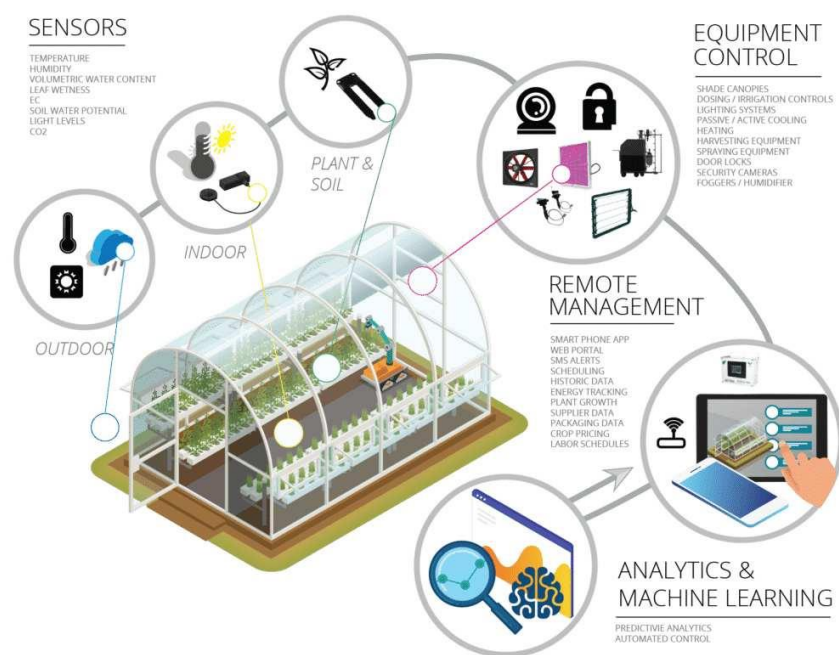 SENSORS
TEMPERATURE
HUMIDITY
VOLUMETRIC WATER CONTENT
LEAF WETNESS
EC
SOIL WATER POTENTIAL
LIGHT LEVELS
CO2
PLANT &
SOIL
INDOOR
OUTDOOR
EQUIPMENT
CONTROL
SHADE CANOPIES
DOSING / IRRIGATION CONTROLS
LIGHTING SYSTEMS
PASSIVE / ACTIVE COOLING
HEATING
HARVESTING EQUIPMENT
SPRAYING EQUIPMENT
DOOR LOCKS
SECURITY CAMERAS
FOGGERS / HUMIDIFIER
REMOTE
MANAGEMENT
SMART PHONE APP
WEB PORTAL
SMS ALERTS
SCHEDULING
HISTORIC DATA
ENERGY TRACKING
PLANT GROWTH
SUPPLIER DATA
PACKAGING DATA
CROP PRICING
LABOR SCHEDULES
ANALYTICS &
MACHINE LEARNING
PREDICTIVIE ANALYTICS
AUTOMATED CONTROL